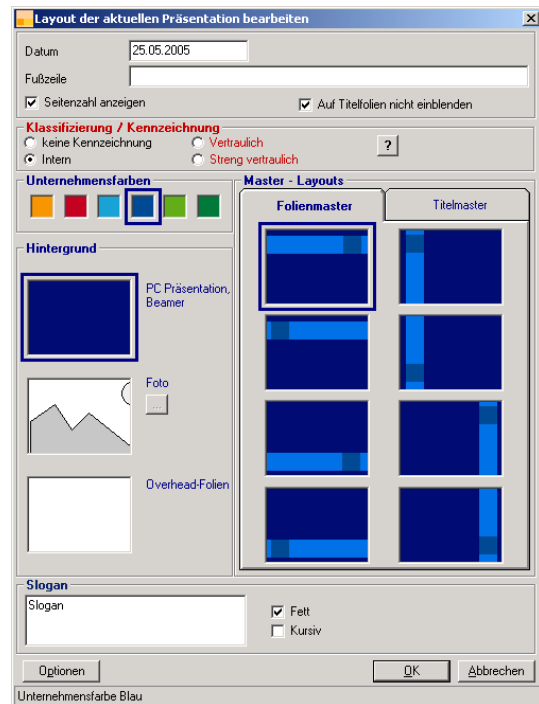 Layout der aktuellen Präsentation bearbeiten
Datum 25.05.2005
Fußzeile
Seitenzahl anzeigen Auf Titelfolien nicht einblenden
Klassifizierung / Kennzeichnung
keine Kennzeichnung Vertraulich ?
Intern Streng vertraulich
Unternehmensfarben Master - Layouts
Folienmaster Titelmaster
Hintergrund
PC Präsentation,
Beamer
Foto
...
Overhead-Folien
Slogan
Slogan
Fett
Kursiv
Optionen OK Abbrechen
Unternehmensfarbe Blau